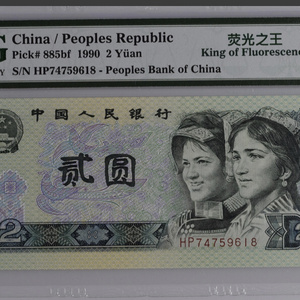 G China / Peoples Republic
荧光之王
Pick# 885bf 1990 2 Yüan
King of Fluorescenc
Y S/N HP74759618 - Peoples Bank of China
中国人民银行
贰圆
HP74759618
2